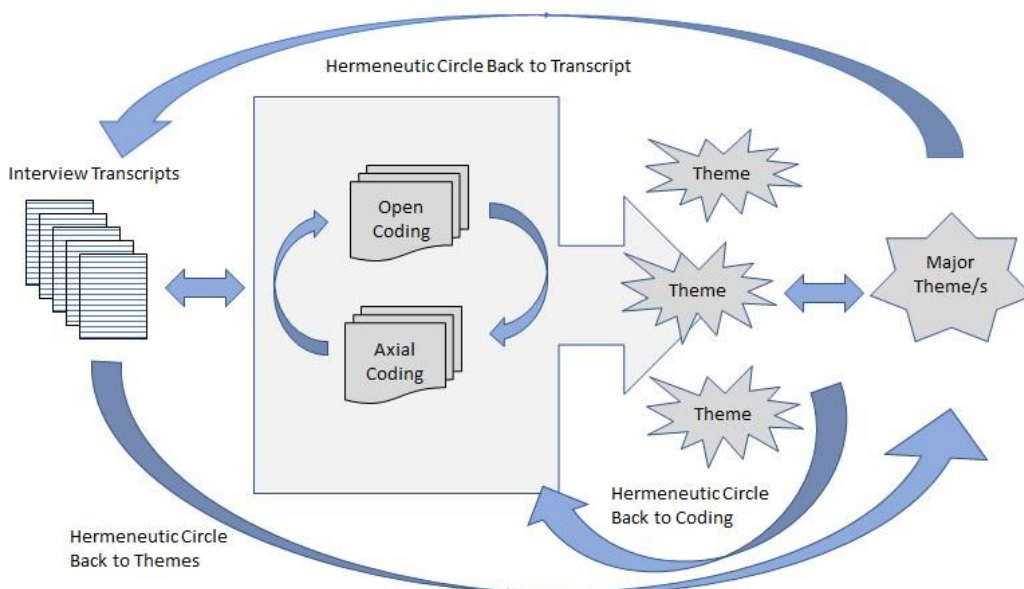 Hermeneutic Circle Back to Transcript
Interview Transcripts
Open
Coding
Axial
Coding
Theme
Theme
Theme
Major
Theme/s
Hermeneutic Circle
Back to Coding
Hermeneutic Circle
Back to Themes